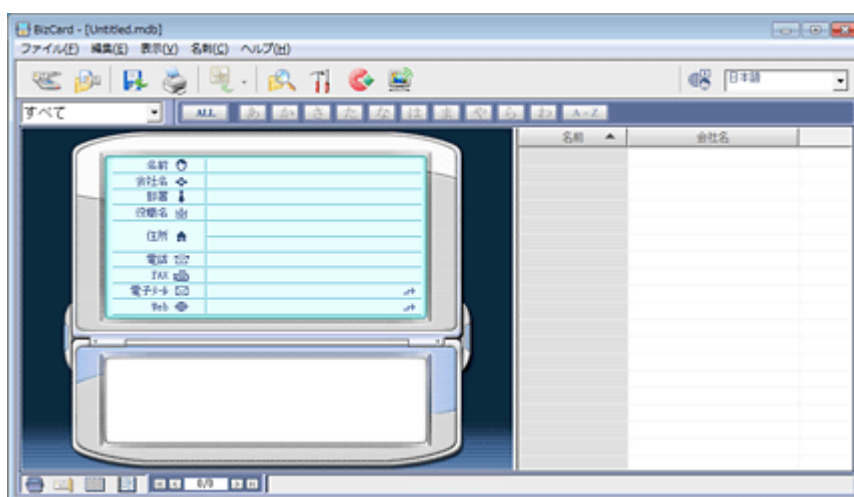 BizCard - [Untitled.mdb]
ファイル(F) 編集(E) 表示(V) 名刺(C) ヘルプ(H)
日本語
すべて ALL あ か さ た な は ま や ら わ A-Z
名前 会社名
名前
会社名
部署
役職名
住所
電話
FAX
電子ﾒｰﾙ
Web
0/0